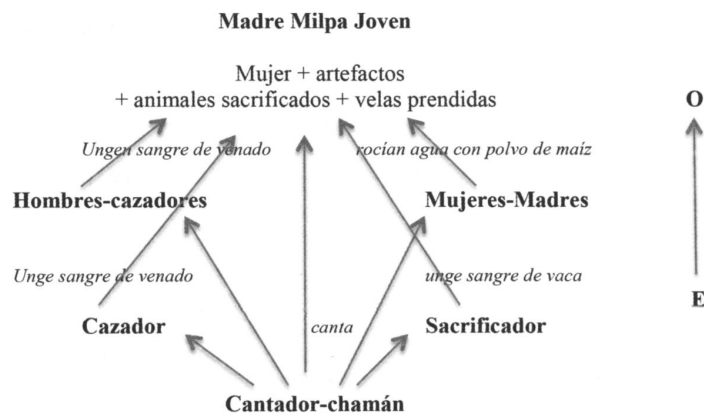 Madre Milpa Joven
Mujer + artefactos
+ animales sacrificados + velas prendidas
O
Ungen sangre de venado
rocían agua con polvo de maíz
Hombres-cazadores
Mujeres-Madres
Unge sangre de venado
unge sangre de vaca
E
Cazador
canta
Sacrificador
Cantador-chamán